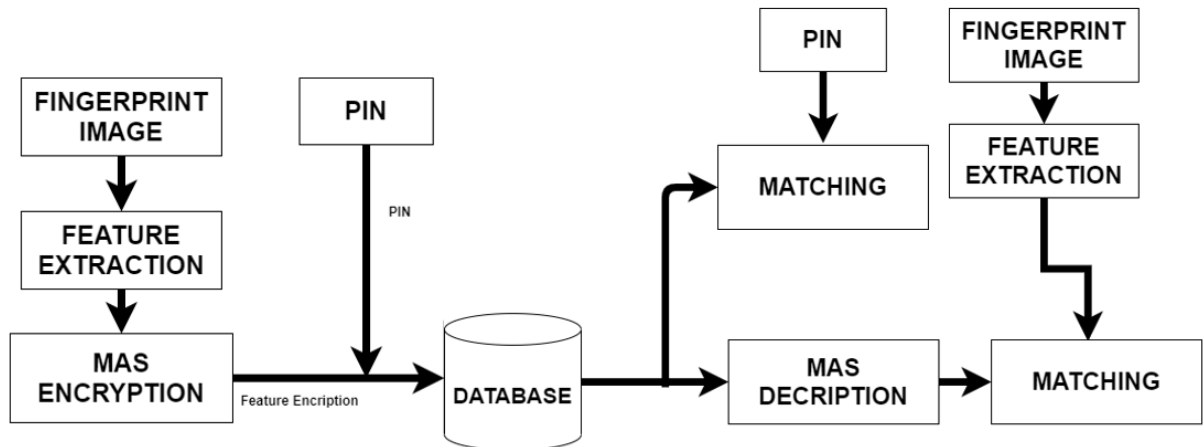 FINGERPRINT
IMAGE
FEATURE
EXTRACTION
MAS
ENCRYPTION
PIN
PIN
Feature Encription
DATABASE
PIN
MATCHING
FINGERPRINT
IMAGE
FEATURE
EXTRACTION
MAS
DECRIPTION
MATCHING